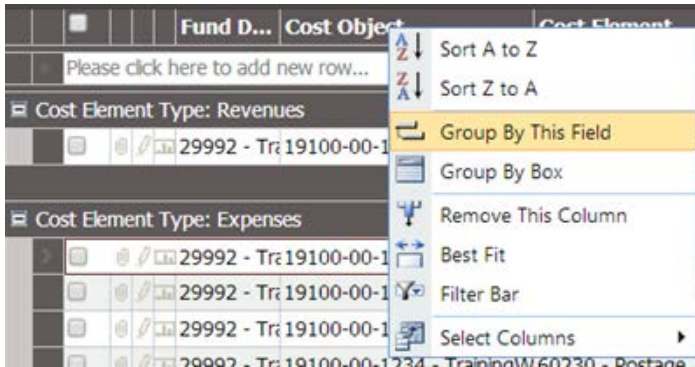 Fund D... Cost Object Cost Element
Please click here to add new row...
Cost Element Type: Revenues
29992 - Tra 19100-00-1
Cost Element Type: Expenses
29992 - Tra 19100-00-1
29992 - Tra 19100-00-1
29992 - Tra 19100-00-1
29992 - Tra 19100-00-1234 - TrainingW 60230 - Postage
Sort A to Z
Sort Z to A
Group By This Field
Group By Box
Remove This Column
Best Fit
Filter Bar
Select Columns